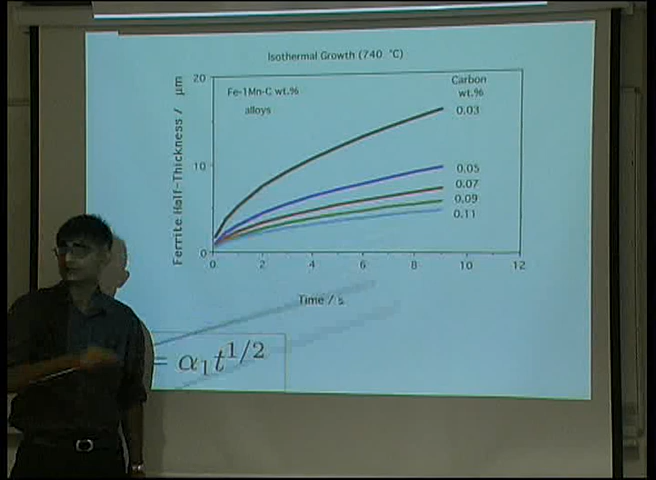 Isothermal Growth (740 °C)
Ferrite Half-Thickness / μm
20
10
0
Fe-1Mn-C wt.%
alloys
Carbon
wt.%
0.03
0.05
0.07
0.09
0.11
0 2 4 6 8 10 12
Time / s
= α₁t^{1/2}